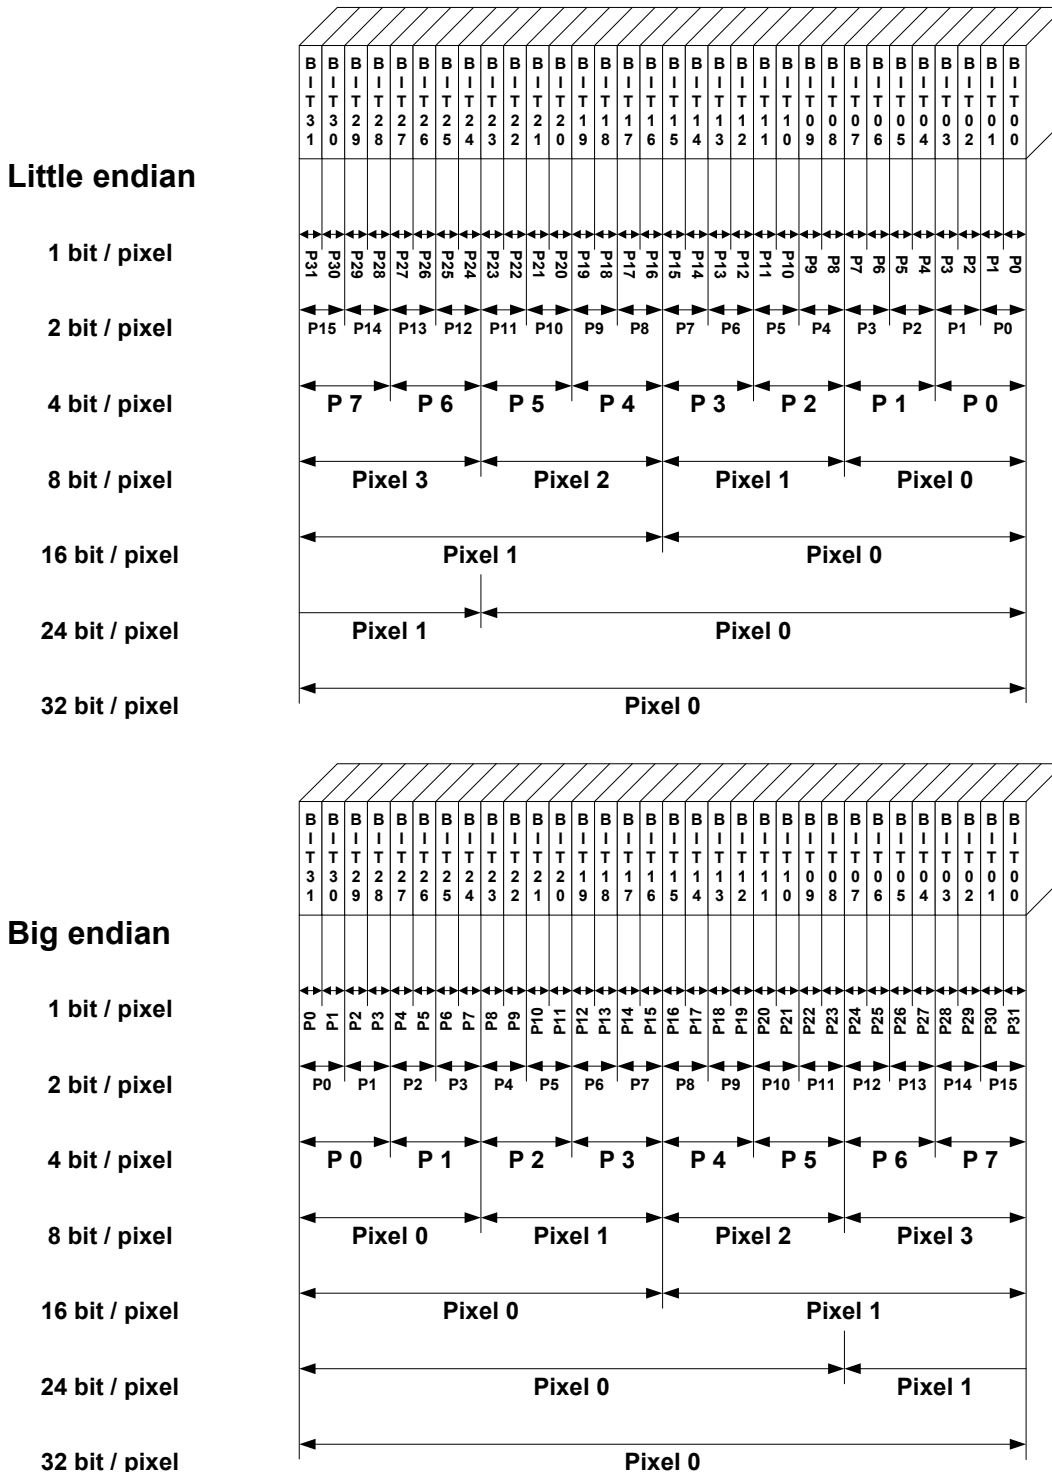 BIT31 BIT30 BIT29 BIT28 BIT27 BIT26 BIT25 BIT24 BIT23 BIT22 BIT21 BIT20 BIT19 BIT18 BIT17 BIT16 BIT15 BIT14 BIT13 BIT12 BIT11 BIT10 BIT09 BIT08 BIT07 BIT06 BIT05 BIT04 BIT03 BIT02 BIT01 BIT00
Little endian
1 bit / pixel P31 P30 P29 P28 P27 P26 P25 P24 P23 P22 P21 P20 P19 P18 P17 P16 P15 P14 P13 P12 P11 P10 P9 P8 P7 P6 P5 P4 P3 P2 P1 P0
2 bit / pixel P15 P14 P13 P12 P11 P10 P9 P8 P7 P6 P5 P4 P3 P2 P1 P0
4 bit / pixel P 7 P 6 P 5 P 4 P 3 P 2 P 1 P 0
8 bit / pixel Pixel 3 Pixel 2 Pixel 1 Pixel 0
16 bit / pixel Pixel 1 Pixel 0
24 bit / pixel Pixel 1 Pixel 0
32 bit / pixel Pixel 0
BIT31 BIT30 BIT29 BIT28 BIT27 BIT26 BIT25 BIT24 BIT23 BIT22 BIT21 BIT20 BIT19 BIT18 BIT17 BIT16 BIT15 BIT14 BIT13 BIT12 BIT11 BIT10 BIT09 BIT08 BIT07 BIT06 BIT05 BIT04 BIT03 BIT02 BIT01 BIT00
Big endian
1 bit / pixel P0 P1 P2 P3 P4 P5 P6 P7 P8 P9 P10 P11 P12 P13 P14 P15 P16 P17 P18 P19 P20 P21 P22 P23 P24 P25 P26 P27 P28 P29 P30 P31
2 bit / pixel P0 P1 P2 P3 P4 P5 P6 P7 P8 P9 P10 P11 P12 P13 P14 P15
4 bit / pixel P 0 P 1 P 2 P 3 P 4 P 5 P 6 P 7
8 bit / pixel Pixel 0 Pixel 1 Pixel 2 Pixel 3
16 bit / pixel Pixel 0 Pixel 1
24 bit / pixel Pixel 0 Pixel 1
32 bit / pixel Pixel 0